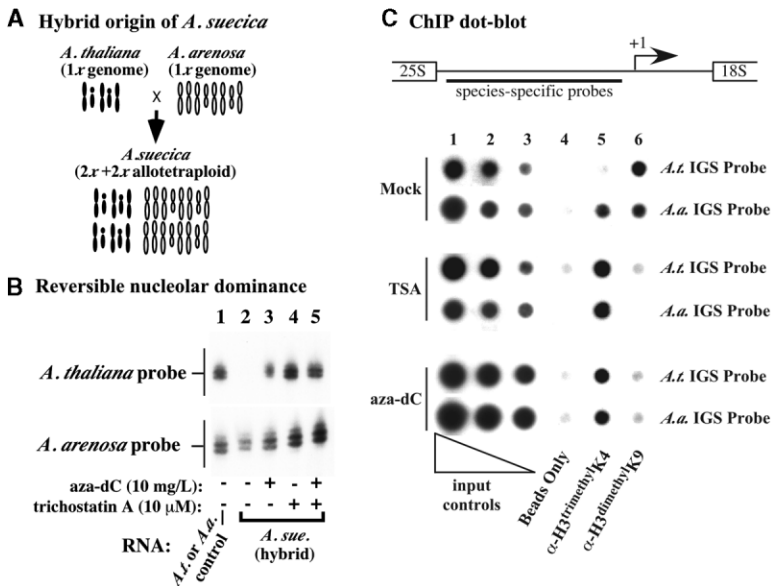 A Hybrid origin of A. suecica
A. thaliana A. arenosa
(1x genome) (1x genome)
X
A.suecica
(2x +2x allotetraploid)
B Reversible nucleolar dominance
1 2 3 4 5
A. thaliana probe
A. arenosa probe
aza-dC (10 mg/L): - - + - +
trichostatin A (10 µM): - - - + +
RNA:
A.t. or A.a.
control
A. sue.
(hybrid)
C ChIP dot-blot
+1
25S 18S
species-specific probes
1 2 3 4 5 6
Mock
A.t. IGS Probe
A.a. IGS Probe
TSA
A.t. IGS Probe
A.a. IGS Probe
aza-dC
A.t. IGS Probe
A.a. IGS Probe
input
controls
Beads Only
α-H3trimethylK4
α-H3dimethylK9